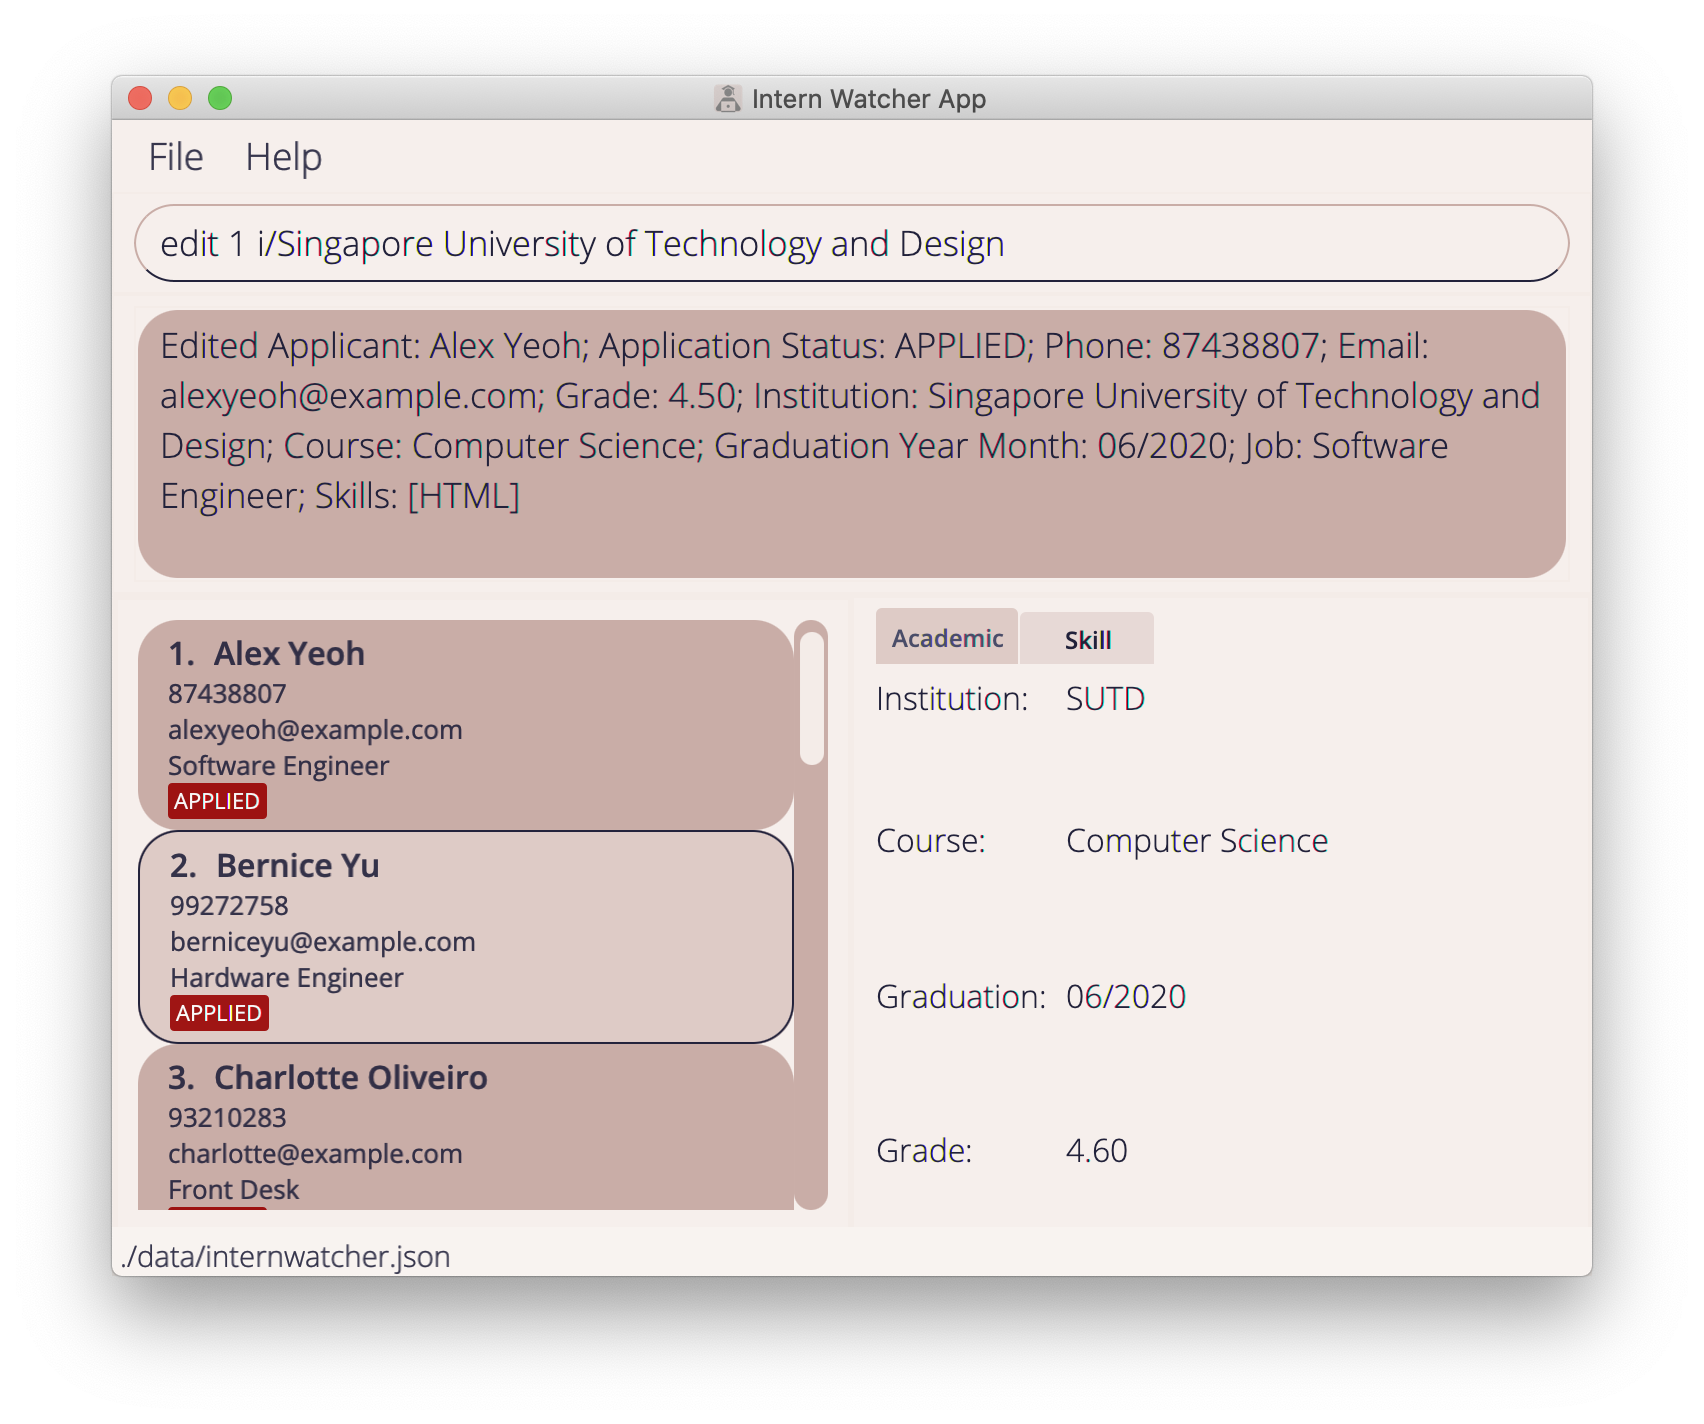 Intern Watcher App
File Help
edit 1 i/Singapore University of Technology and Design
Edited Applicant: Alex Yeoh; Application Status: APPLIED; Phone: 87438807; Email:
alexyeoh@example.com; Grade: 4.50; Institution: Singapore University of Technology and
Design; Course: Computer Science; Graduation Year Month: 06/2020; Job: Software
Engineer; Skills: [HTML]
1. Alex Yeoh
87438807
alexyeoh@example.com
Software Engineer
APPLIED
2. Bernice Yu
99272758
berniceyu@example.com
Hardware Engineer
APPLIED
3. Charlotte Oliveiro
93210283
charlotte@example.com
Front Desk
Academic Skill
Institution: SUTD
Course: Computer Science
Graduation: 06/2020
Grade: 4.60
./data/internwatcher.json